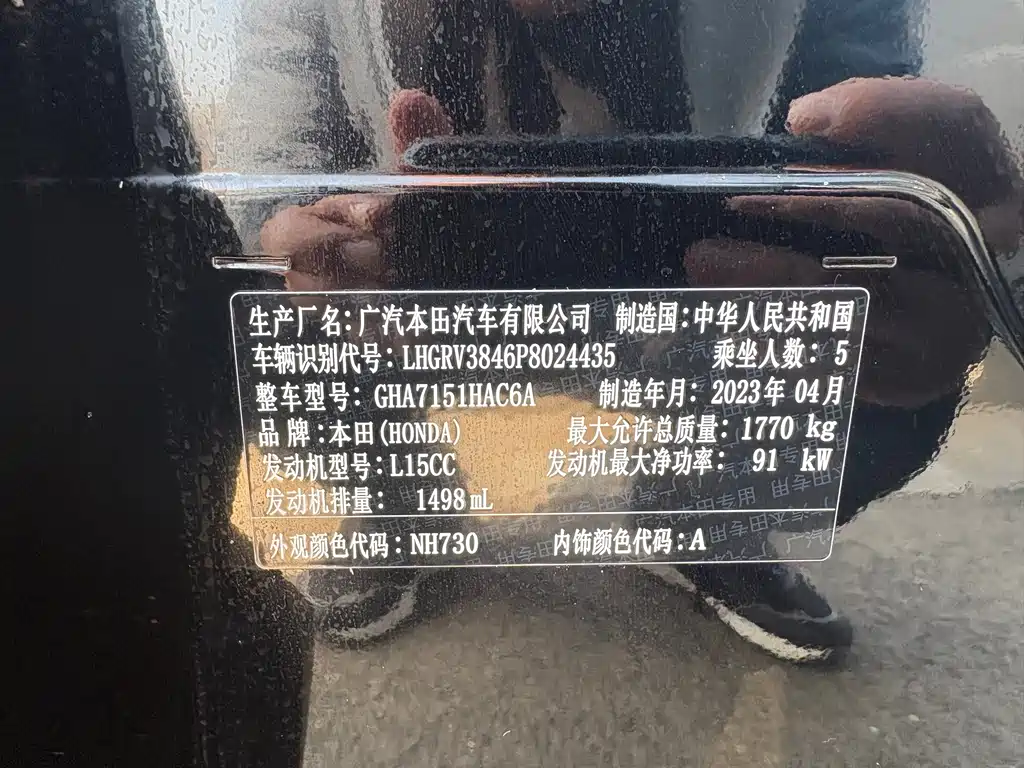 生产厂名：广汽本田汽车有限公司 制造国：中华人民共和国
车辆识别代号：LHGRV3846P8024435 乘坐人数：5
整车型号：GHA7151HAC6A 制造年月：2023年04月
品牌：本田(HONDA) 最大允许总质量：1770 kg
发动机型号：L15CC 发动机最大净功率：91 kW
发动机排量：1498mL
外观颜色代码：NH730 内饰颜色代码：A